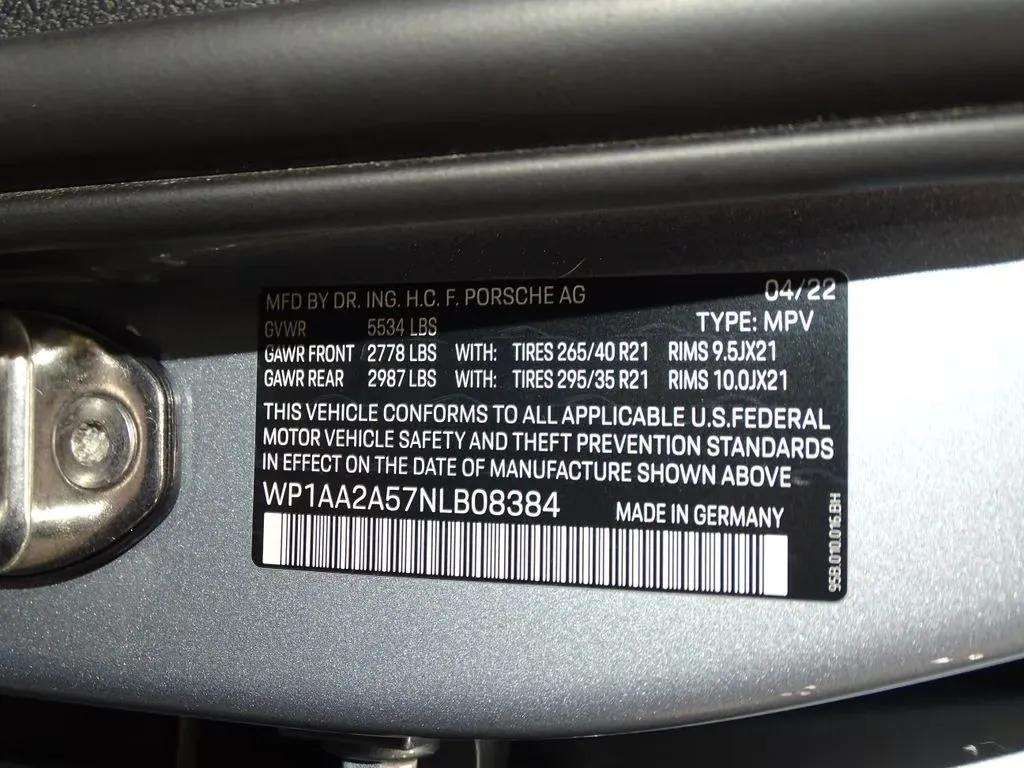 MFD BY DR. ING. H.C. F. PORSCHE AG 04/22
GVWR 5534 LBS TYPE: MPV
GAWR FRONT 2778 LBS WITH: TIRES 265/40 R21 RIMS 9.5JX21
GAWR REAR 2987 LBS WITH: TIRES 295/35 R21 RIMS 10.0JX21
THIS VEHICLE CONFORMS TO ALL APPLICABLE U.S.FEDERAL
MOTOR VEHICLE SAFETY AND THEFT PREVENTION STANDARDS
IN EFFECT ON THE DATE OF MANUFACTURE SHOWN ABOVE
WP1AA2A57NLB08384 MADE IN GERMANY
95B.010.016.BH